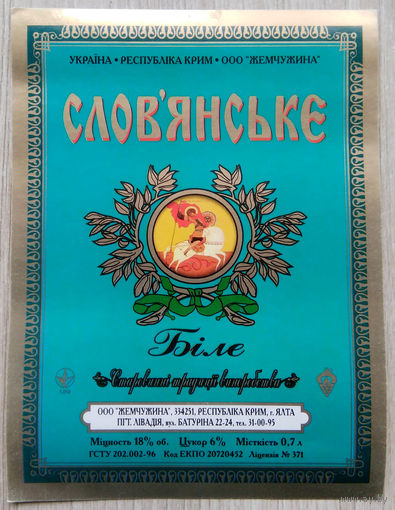 УКРАЇНА • РЕСПУБЛІКА КРИМ • ООО "ЖЕМЧУЖИНА"
СЛОВ'ЯНСЬКЕ
Біле
Старовинні традиції виноробства
ООО "ЖЕМЧУЖИНА", 334251, РЕСПУБЛІКА КРИМ, г. ЯЛТА
ПГТ. ЛІВАДІЯ, вул. БАТУРІНА 22-24, тел. 31-00-95
Міцность 18% об. Цукор 6% Місткість 0,7 л
ГСТУ 202.002-96 Код ЕКПО 20720452 Ліцензія № 371